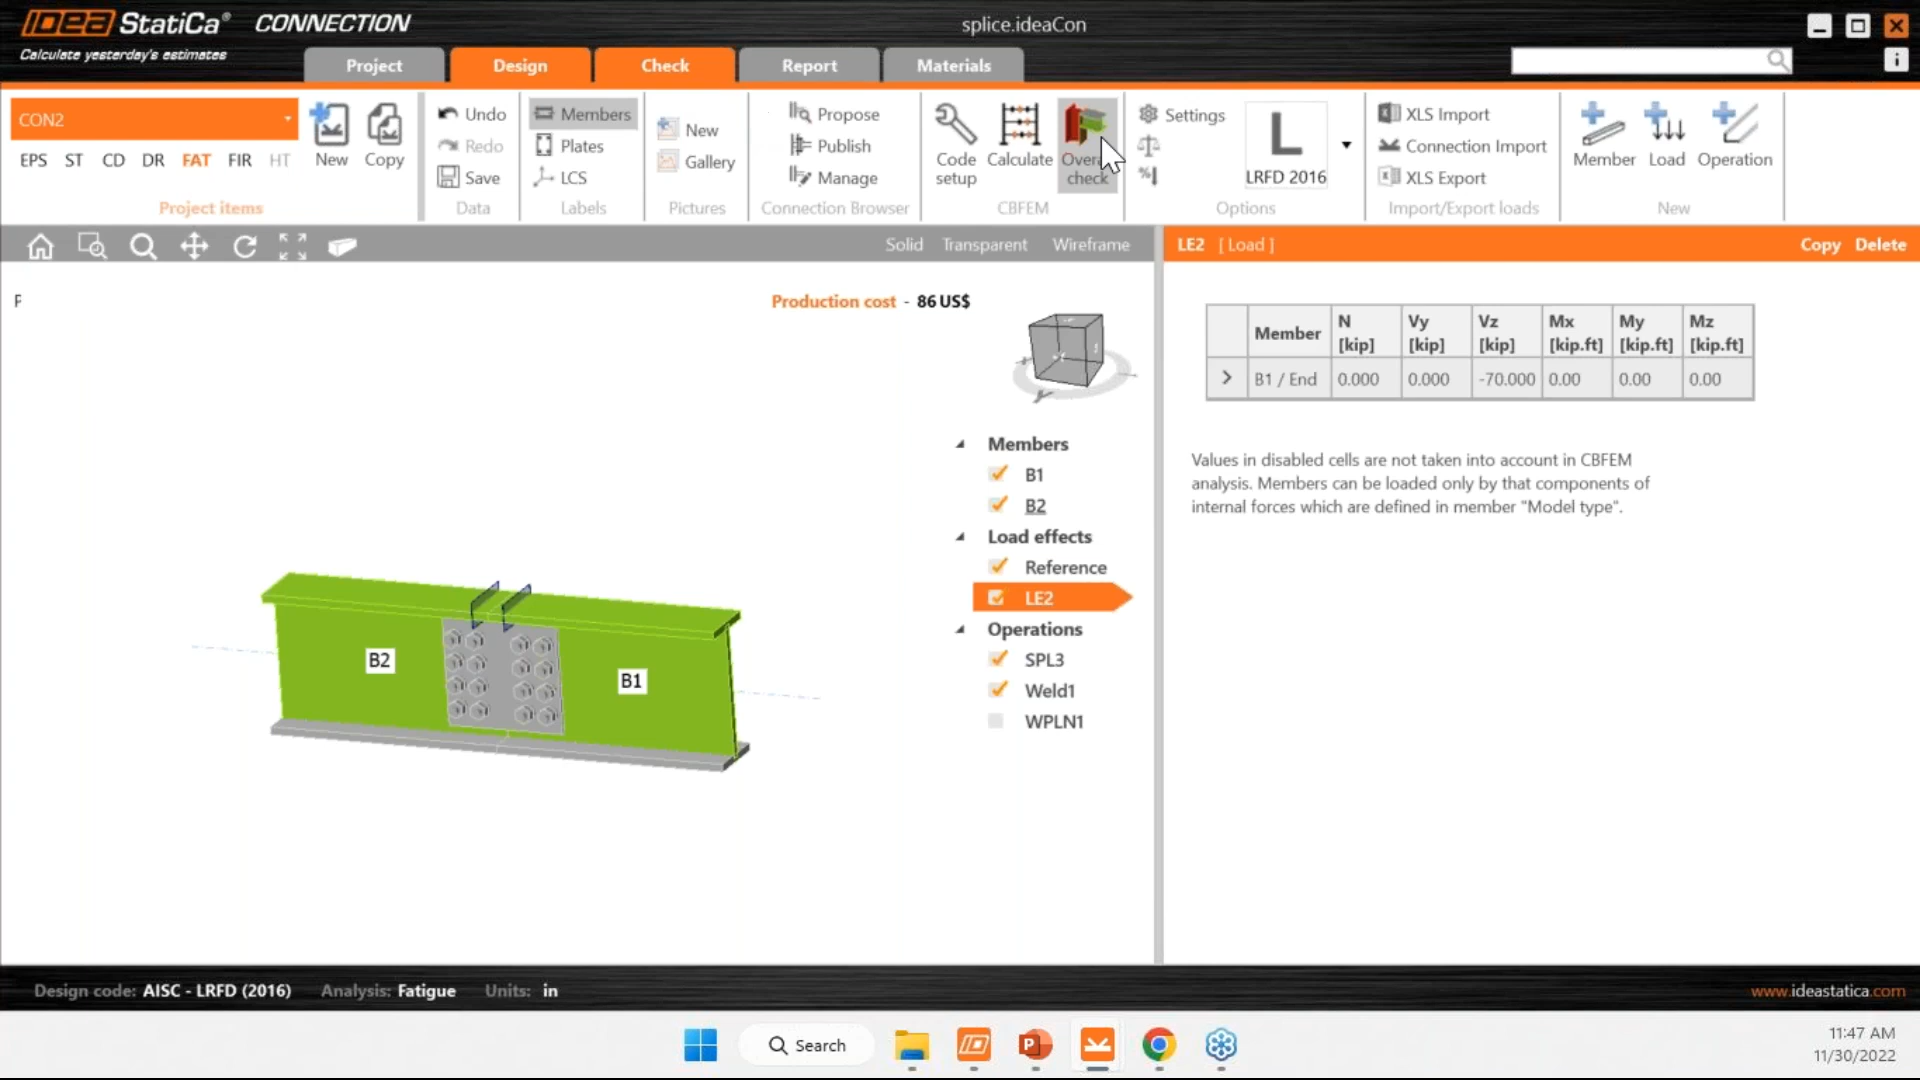 IDEA StatiCa® CONNECTION
splice.ideaCon
Calculate yesterday's estimates
Project Design Check Report Materials
CON2
EPS ST CD DR FAT FIR HT
New Copy
Project items
Undo
Redo
Save
Data
Members
Plates
LCS
Labels
New
Gallery
Pictures
Propose
Publish
Manage
Connection Browser
Code setup
Calculate
Overa
check
CBFEM
Settings
LRFD 2016
Options
XLS Import
Connection Import
XLS Export
Import/Export loads
Member Load Operation
New
Solid Transparent Wireframe
LE2 [ Load ] Copy Delete
Production cost - 86 US$
Member N [kip] Vy [kip] Vz [kip] Mx [kip.ft] My [kip.ft] Mz [kip.ft]
B1 / End 0.000 0.000 -70.000 0.00 0.00 0.00
Values in disabled cells are not taken into account in CBFEM
analysis. Members can be loaded only by that components of
internal forces which are defined in member "Model type".
Members
B1
B2
Load effects
Reference
LE2
Operations
SPL3
Weld1
WPLN1
B2
B1
Design code: AISC - LRFD (2016) Analysis: Fatigue Units: in
www.ideastatica.com
Search
11:47 AM
11/30/2022